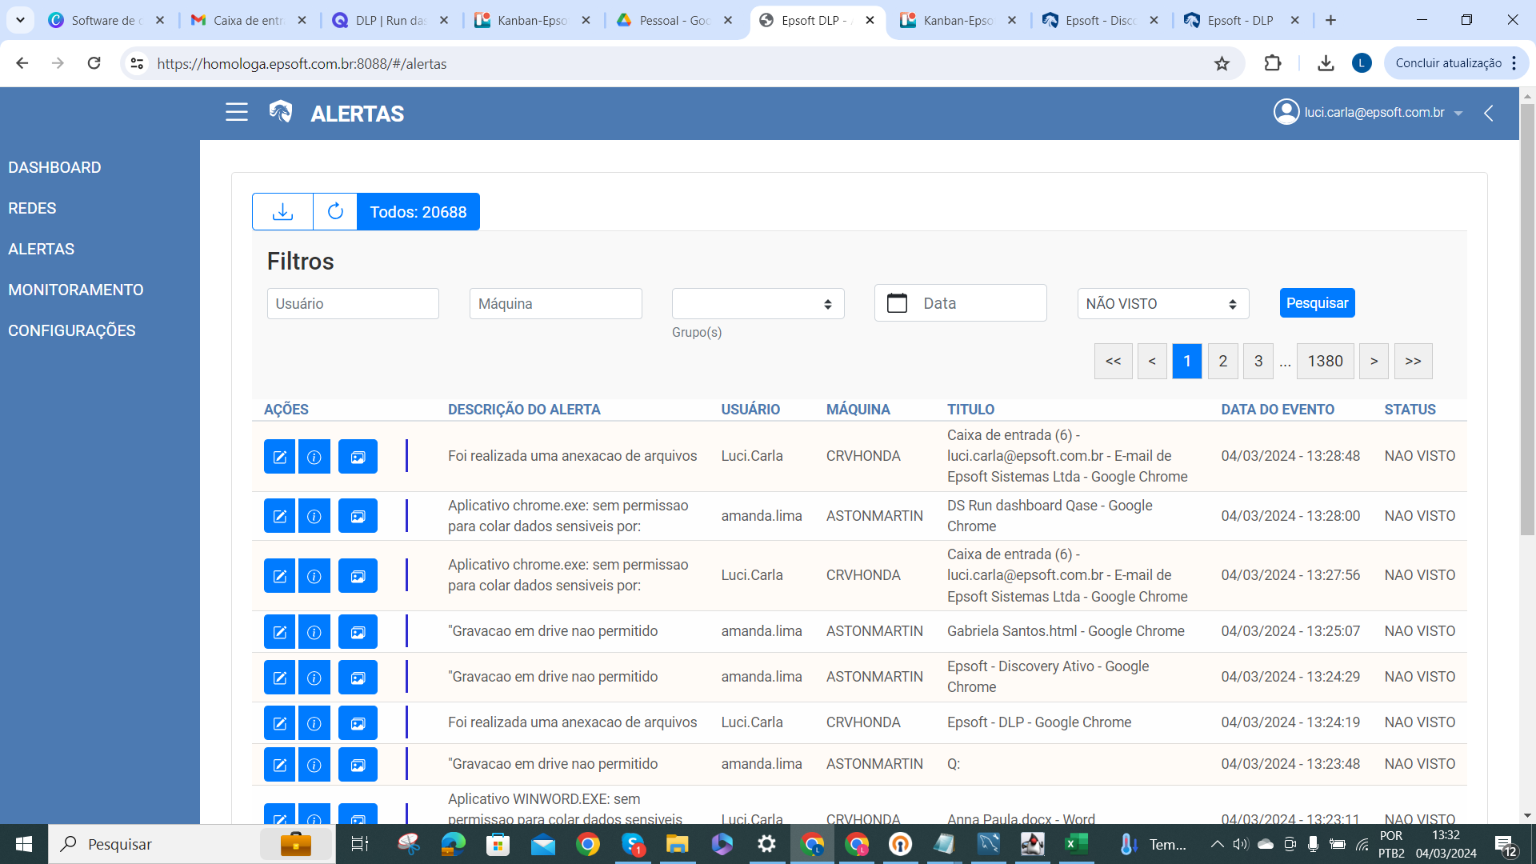 Software de c
Caixa de entr
DLP | Run das
Kanban-Epso
Pessoal - Goo
Epsoft DLP - A
Kanban-Epso
Epsoft - Disc
Epsoft - DLP
https://homologa.epsoft.com.br:8088/#/alertas
L
Concluir atualização
ALERTAS
luci.carla@epsoft.com.br
DASHBOARD
REDES
ALERTAS
MONITORAMENTO
CONFIGURAÇÕES
Todos: 20688
Filtros
Usuário
Máquina
Data
NÃO VISTO
Pesquisar
Grupo(s)
<< < 1 2 3 ... 1380 > >>
AÇÕES DESCRIÇÃO DO ALERTA USUÁRIO MÁQUINA TITULO DATA DO EVENTO STATUS
Caixa de entrada (6) -
Foi realizada uma anexacao de arquivos Luci.Carla CRVHONDA luci.carla@epsoft.com.br - E-mail de 04/03/2024 - 13:28:48 NAO VISTO
Epsoft Sistemas Ltda - Google Chrome
Aplicativo chrome.exe: sem permissao
para colar dados sensiveis por:
amanda.lima ASTONMARTIN
DS Run dashboard Qase - Google
Chrome
04/03/2024 - 13:28:00 NAO VISTO
Aplicativo chrome.exe: sem permissao
para colar dados sensiveis por:
Luci.Carla CRVHONDA
Caixa de entrada (6) -
luci.carla@epsoft.com.br - E-mail de
Epsoft Sistemas Ltda - Google Chrome
04/03/2024 - 13:27:56 NAO VISTO
"Gravacao em drive nao permitido amanda.lima ASTONMARTIN Gabriela Santos.html - Google Chrome 04/03/2024 - 13:25:07 NAO VISTO
"Gravacao em drive nao permitido amanda.lima ASTONMARTIN
Epsoft - Discovery Ativo - Google
Chrome
04/03/2024 - 13:24:29 NAO VISTO
Foi realizada uma anexacao de arquivos Luci.Carla CRVHONDA Epsoft - DLP - Google Chrome 04/03/2024 - 13:24:19 NAO VISTO
"Gravacao em drive nao permitido amanda.lima ASTONMARTIN Q: 04/03/2024 - 13:23:48 NAO VISTO
Aplicativo WINWORD.EXE: sem
permissao para colar dados sensiveis Luci.Carla CRVHONDA Anna Paula.docx - Word 04/03/2024 - 13:23:11 NAO VISTO
Pesquisar
Tem...
POR
PTB2
13:32
04/03/2024
12